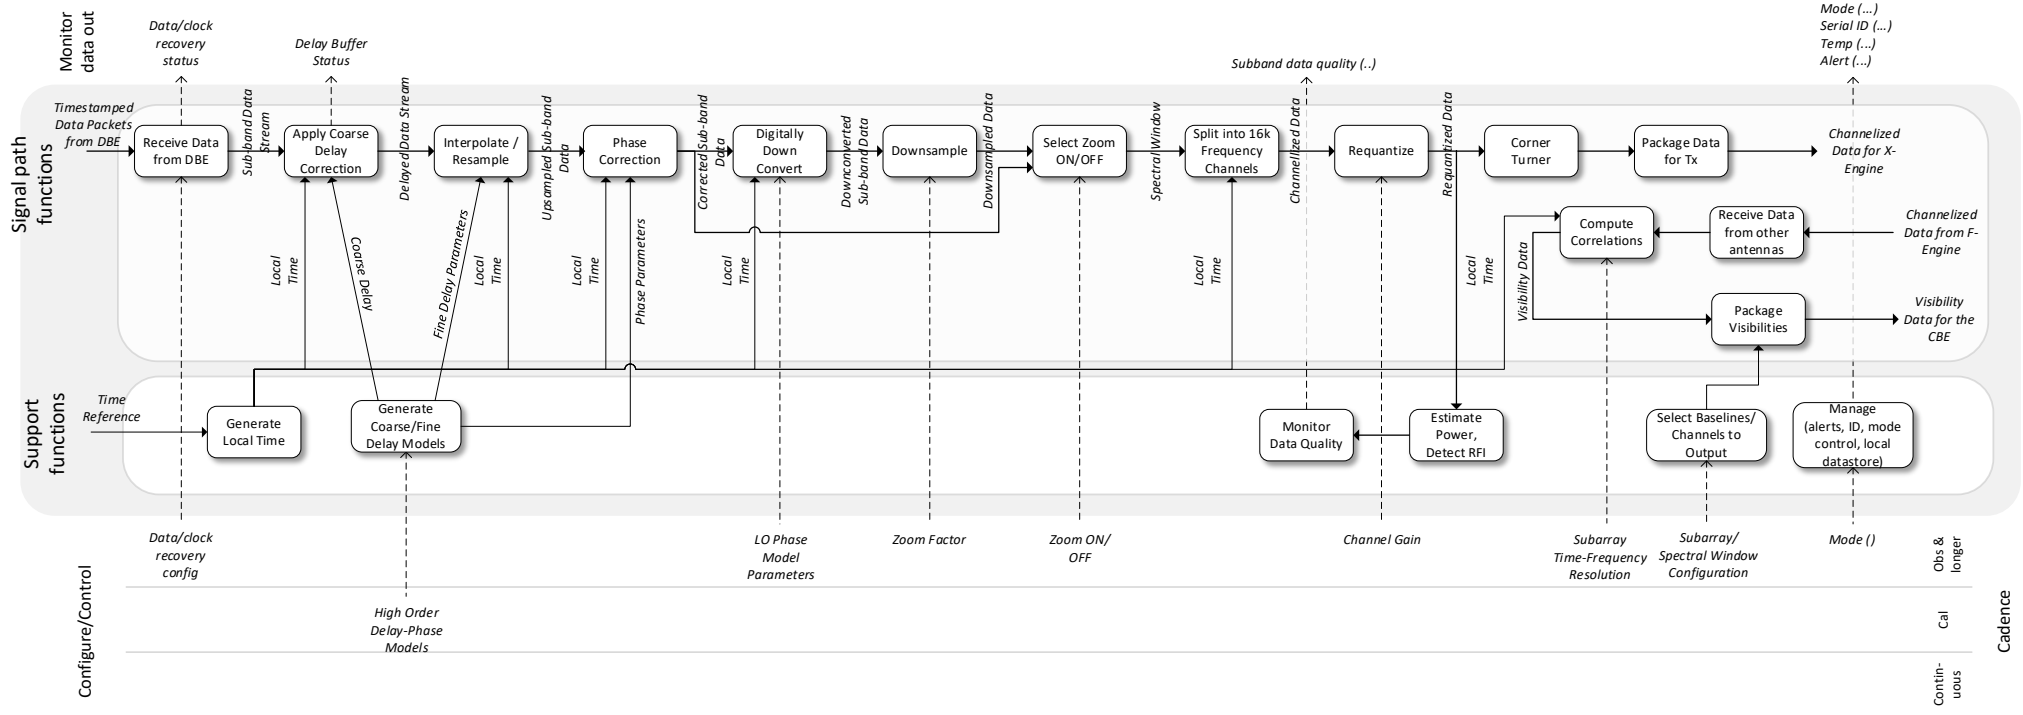 Monitor
data out
Data/clock
recovery
status
Delay Buffer
Status
Subband data quality (..)
Mode (...)
Serial ID (...)
Temp (...)
Alert (...)
Signal path
functions
Timestamped
Data Packets
from DBE
Receive Data
from DBE
Sub-band Data
Stream
Apply Coarse
Delay
Correction
Delayed Data Stream
Interpolate /
Resample
Upsampled Sub-band
Data
Phase
Correction
Corrected Sub-band
Data
Digitally
Down
Convert
Downconverted
Sub-band Data
Downsample
Downsampled Data
Select Zoom
ON/OFF
Spectral Window
Split into 16k
Frequency
Channels
Channelized Data
Requantize
Requantized Data
Corner
Turner
Package Data
for Tx
Channelized
Data for X-
Engine
Local
Time
Coarse Delay
Fine Delay Parameters
Local
Time
Local
Time
Phase Parameters
Local
Time
Local
Time
Local
Time
Visibility Data
Compute
Correlations
Receive Data
from other
antennas
Channelized
Data from F-
Engine
Package
Visibilities
Visibility
Data for the
CBE
Support
functions
Time
Reference
Generate
Local Time
Generate
Coarse/Fine
Delay Models
Monitor
Data Quality
Estimate
Power,
Detect RFI
Select Baselines/
Channels to
Output
Manage
(alerts, ID, mode
control, local
datastore)
Configure/Control
Data/clock
recovery
config
High Order
Delay-Phase
Models
LO Phase
Model
Parameters
Zoom Factor
Zoom ON/
OFF
Channel Gain
Subarray
Time-Frequency
Resolution
Subarray/
Spectral Window
Configuration
Mode ()
Obs &
longer
Cal
Contin-
uous
Cadence